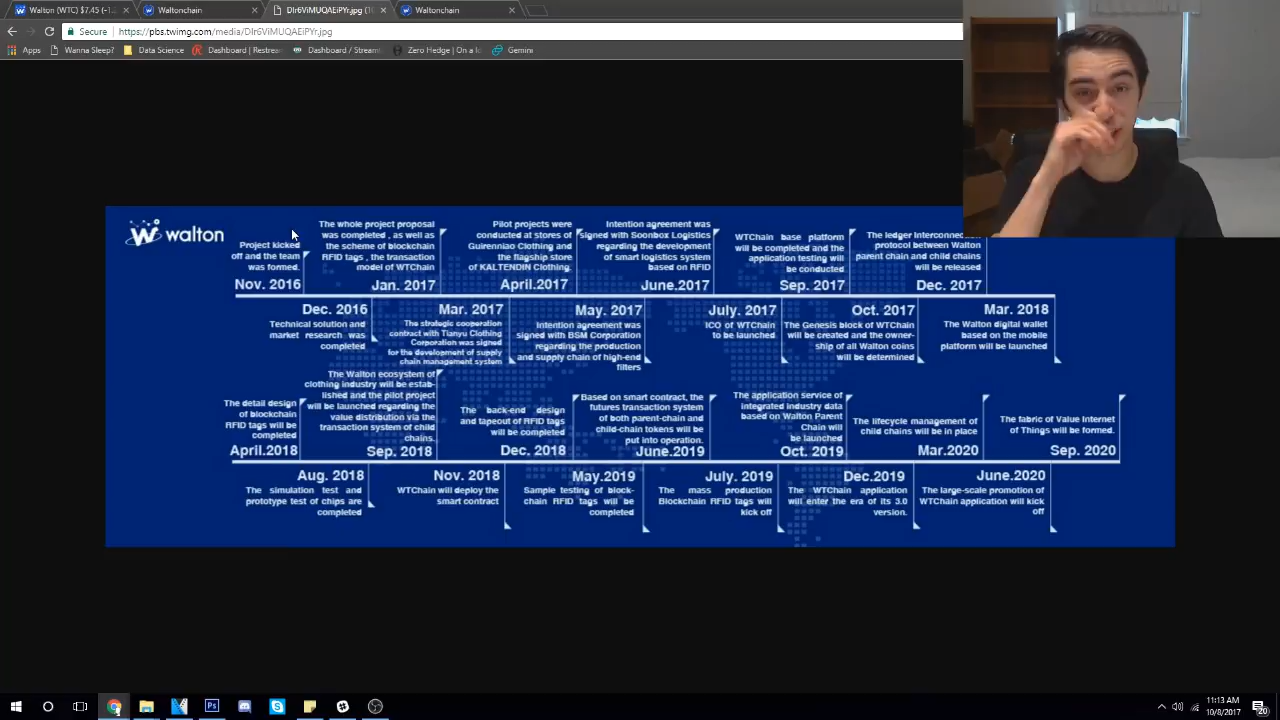 Walton (WTC) $7.45 (-1.
Waltonchain
DIr6ViMUQAEiPYr.jpg (10
Waltonchain
Secure
https://pbs.twimg.com/media/DIr6ViMUQAEiPYr.jpg
Apps
Wanna Sleep?
Data Science
Dashboard | Restrea
Dashboard / Streaml
Zero Hedge | On a lo
Gemini
walton
Project kicked
off and the team
was formed.
Nov. 2016
The whole project proposal
was completed , as well as
the scheme of blockchain
RFID tags , the transaction
model of WTChain
Jan. 2017
Pilot projects were
conducted at stores of
Guirenniao Clothing and
the flagship store
of KALTENDIN Clothing.
April.2017
Intention agreement was
signed with Soonbox Logistics
regarding the development
of smart logistics system
based on RFID
June.2017
WTChain base platform
will be completed and the
application testing will
be conducted
Sep. 2017
The ledger Interconnec
protocol between Walton
parent chain and child chains
will be released
Dec. 2017
Dec. 2016
Technical solution and
market research was
completed
Mar. 2017
The strategic cooperation
contract with Tianyu Clothing
Corporation was signed
for the development of supply
chain management system
May. 2017
Intention agreement was
signed with BSM Corporation
regarding the production
and supply chain of high-end
filters
July. 2017
ICO of WTChain
to be launched
Oct. 2017
The Genesis block of WTChain
will be created and the owner-
ship of all Walton coins
will be determined
Mar. 2018
The Walton digital wallet
based on the mobile
platform will be launched
The detail design
of blockchain
RFID tags will be
completed
April.2018
The Walton ecosystem of
clothing industry will be estab-
lished and the pilot project
will be launched regarding the
value distribution via the
transaction system of child
chains.
Sep. 2018
The back-end design
and tapeout of RFID tags
will be completed
Dec. 2018
Based on smart contract, the
futures transaction system
of both parent-chain and
child-chain tokens will be
put into operation.
June.2019
The application service of
integrated industry data
based on Walton Parent
Chain will
be launched
Oct. 2019
The lifecycle management of
child chains will be in place
Mar.2020
The fabric of Value Internet
of Things will be formed.
Sep. 2020
Aug. 2018
The simulation test and
prototype test of chips are
completed
Nov. 2018
WTChain will deploy the
smart contract
May.2019
Sample testing of block-
chain RFID tags will be
completed
July. 2019
The mass production
Blockchain RFID tags will
kick off
Dec.2019
The WTChain application
will enter the era of its 3.0
version.
June.2020
The large-scale promotion of
WTChain application will kick
off
11:13 AM
10/8/2017
20